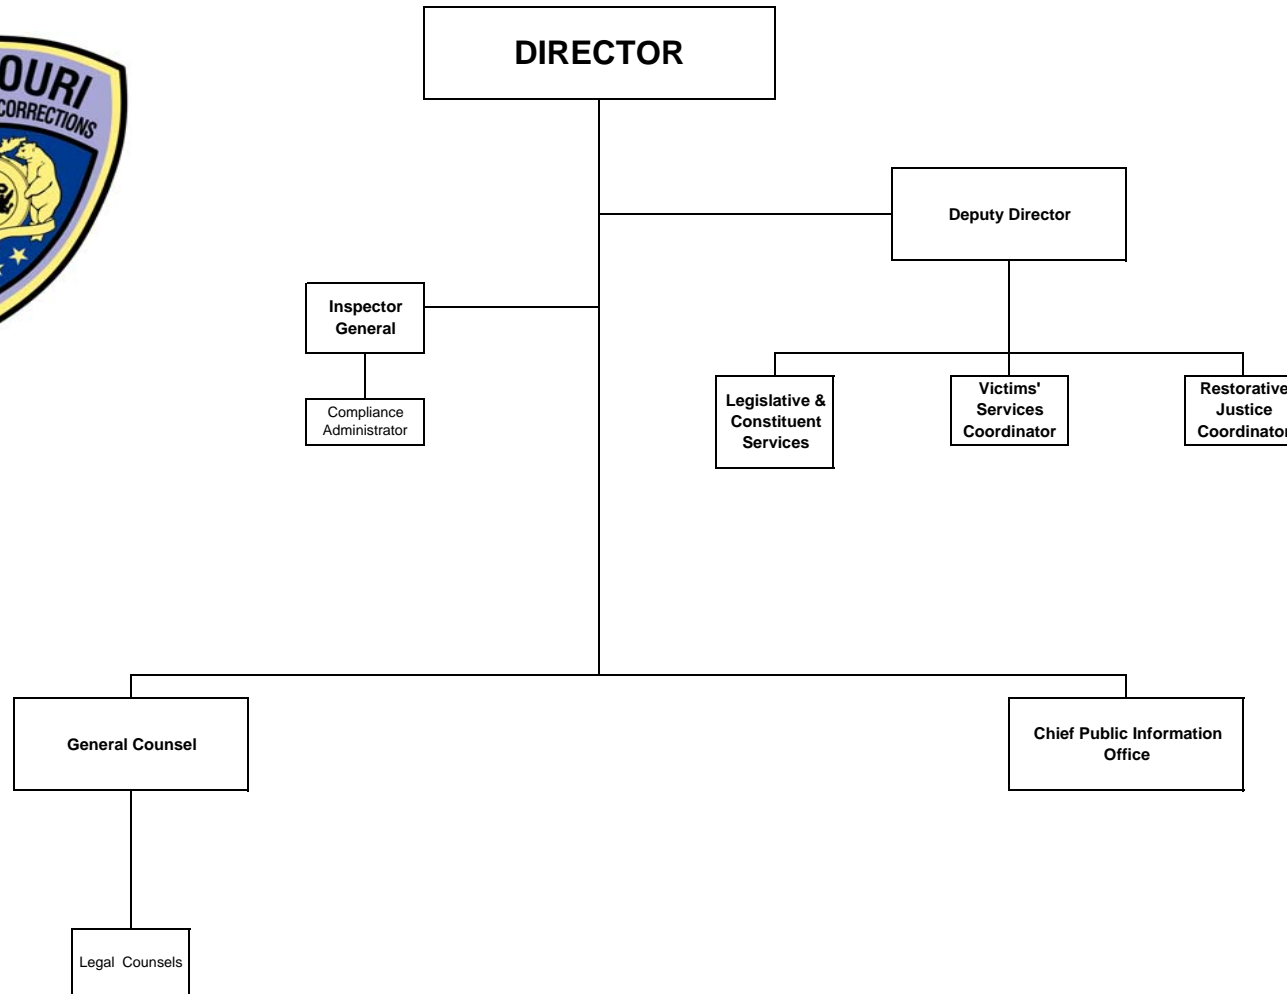 OURI
CORRECTIONS
DIRECTOR
Deputy Director
Inspector
General
Compliance
Administrator
Legislative &
Constituent
Services
Victims'
Services
Coordinator
Restorative
Justice
Coordinator
General Counsel
Chief Public Information
Office
Legal Counsels